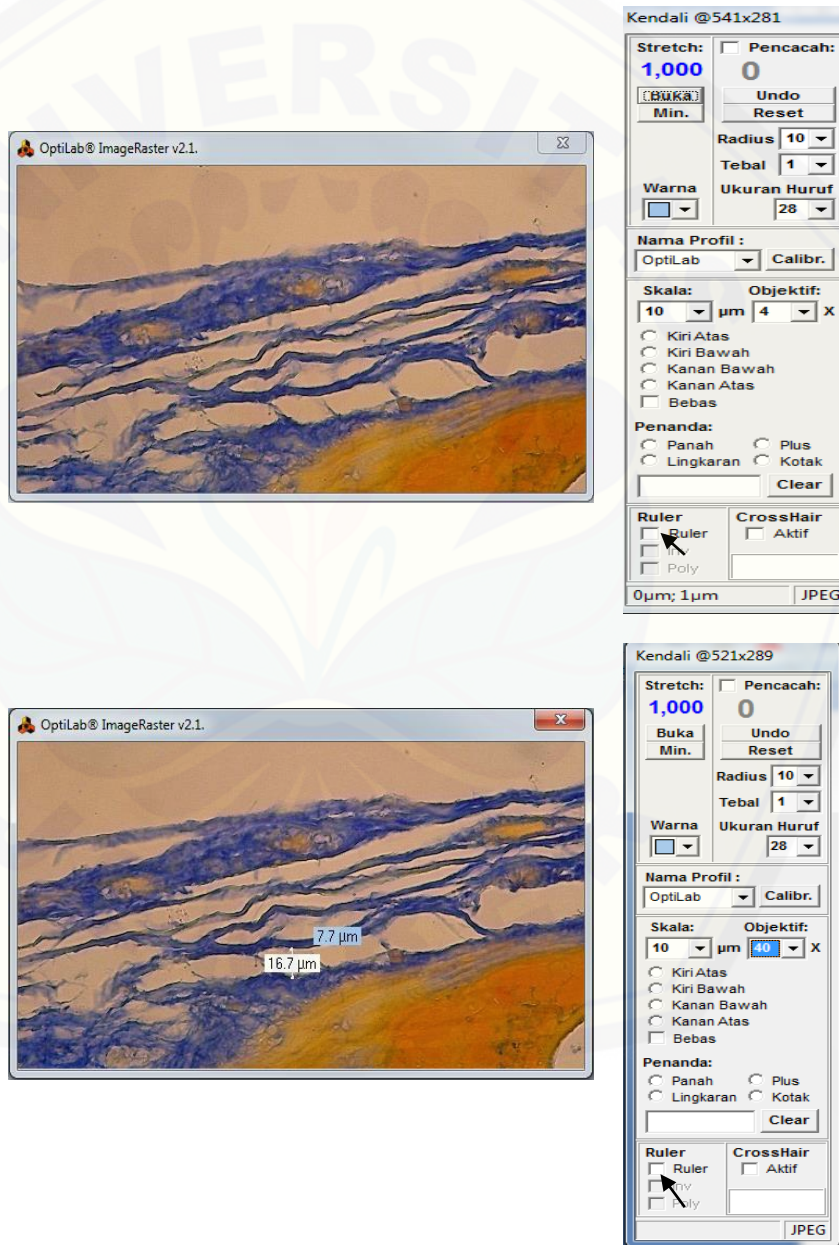 UNIVERSITA
Kendali @541x281
Stretch: Pencacah:
1,000 0
Buka Undo
Min. Reset
Radius 10
Tebal 1
Warna Ukuran Huruf
28
Nama Profil :
OptiLab Calibr.
Skala: Objektif:
10 µm 4 X
Kiri Atas
Kiri Bawah
Kanan Bawah
Kanan Atas
Bebas
Penanda:
Panah Plus
Lingkaran Kotak
Clear
Ruler CrossHair
Ruler Aktif
Inv
Poly
0µm; 1µm JPEG
OptiLab® ImageRaster v2.1.
Kendali @521x289
Stretch: Pencacah:
1,000 0
Buka Undo
Min. Reset
Radius 10
Tebal 1
Warna Ukuran Huruf
28
Nama Profil :
OptiLab Calibr.
Skala: Objektif:
10 µm 40 X
Kiri Atas
Kiri Bawah
Kanan Bawah
Kanan Atas
Bebas
Penanda:
Panah Plus
Lingkaran Kotak
Clear
Ruler CrossHair
Ruler Aktif
Inv
Poly
JPEG
OptiLab® ImageRaster v2.1.
7.7 µm
16.7 µm